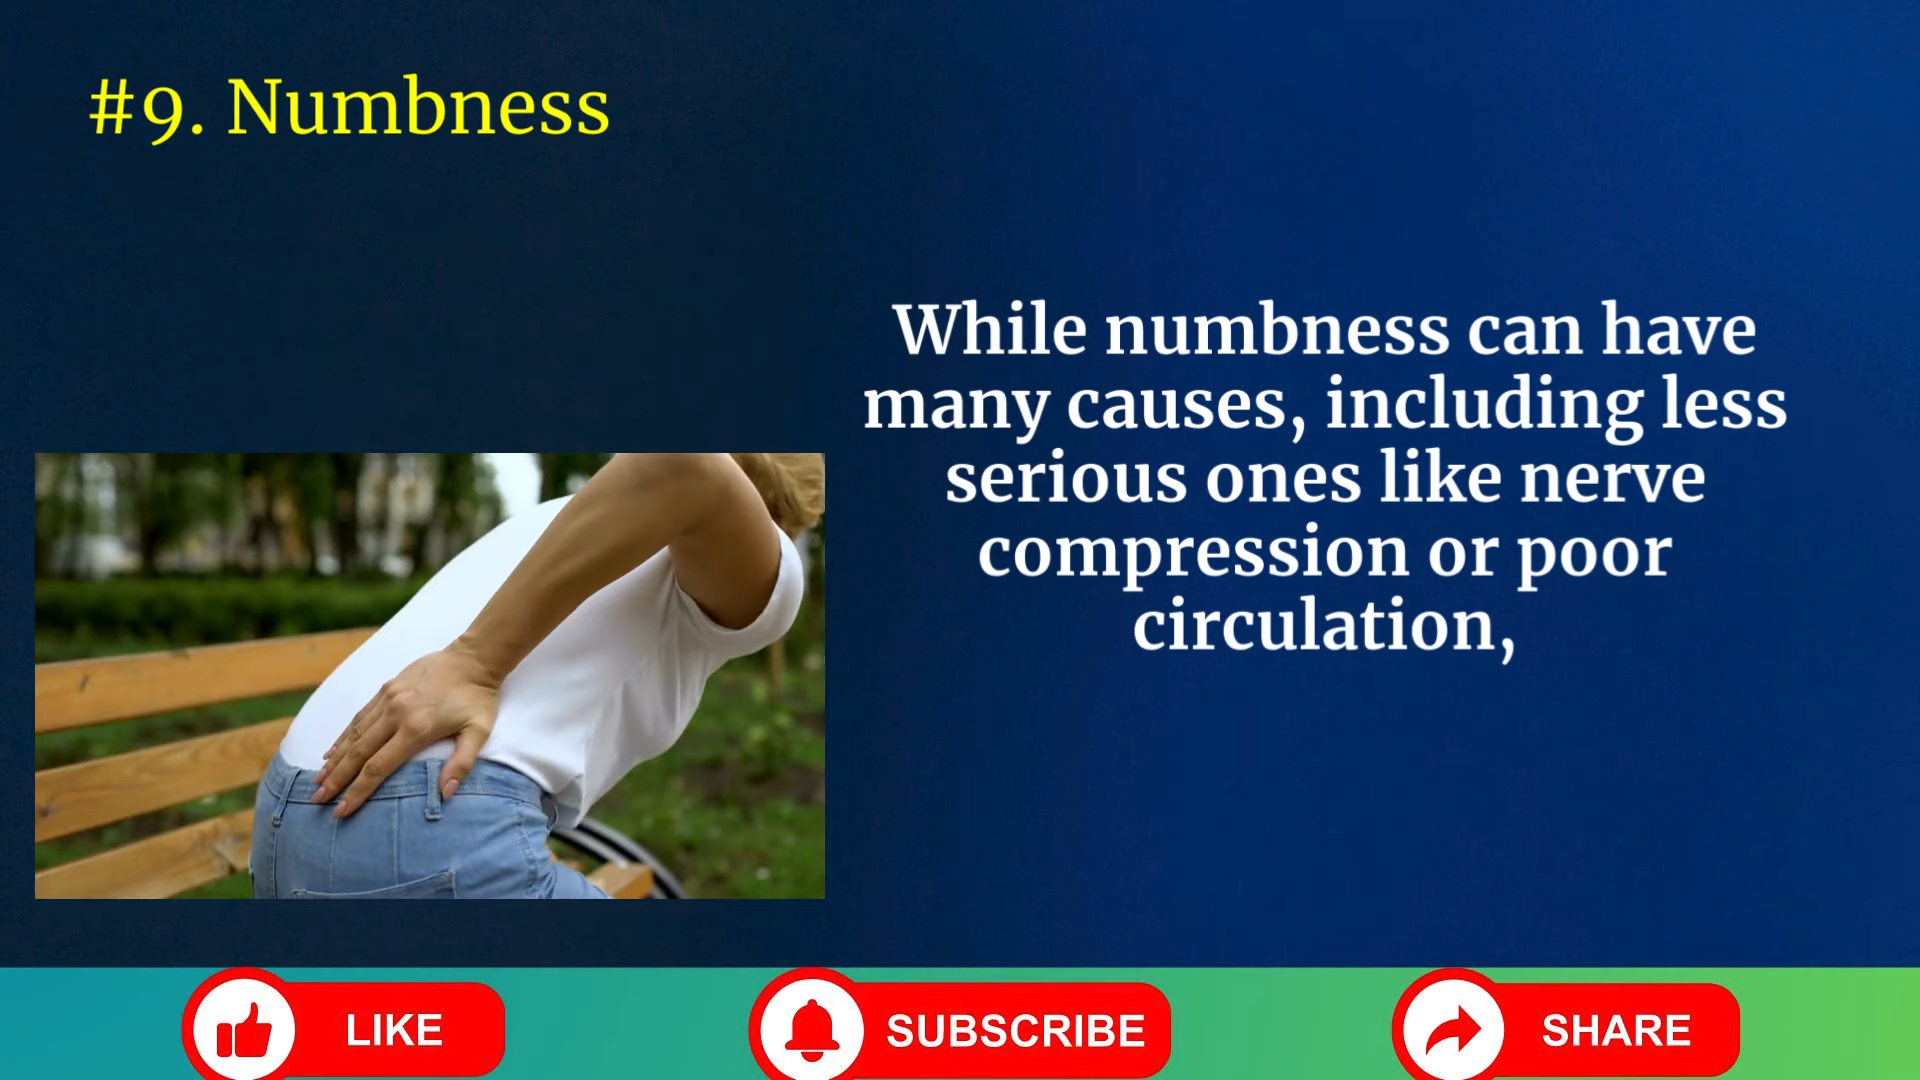 #9. Numbness
While numbness can have
many causes, including less
serious ones like nerve
compression or poor
circulation,
LIKE
SUBSCRIBE
SHARE